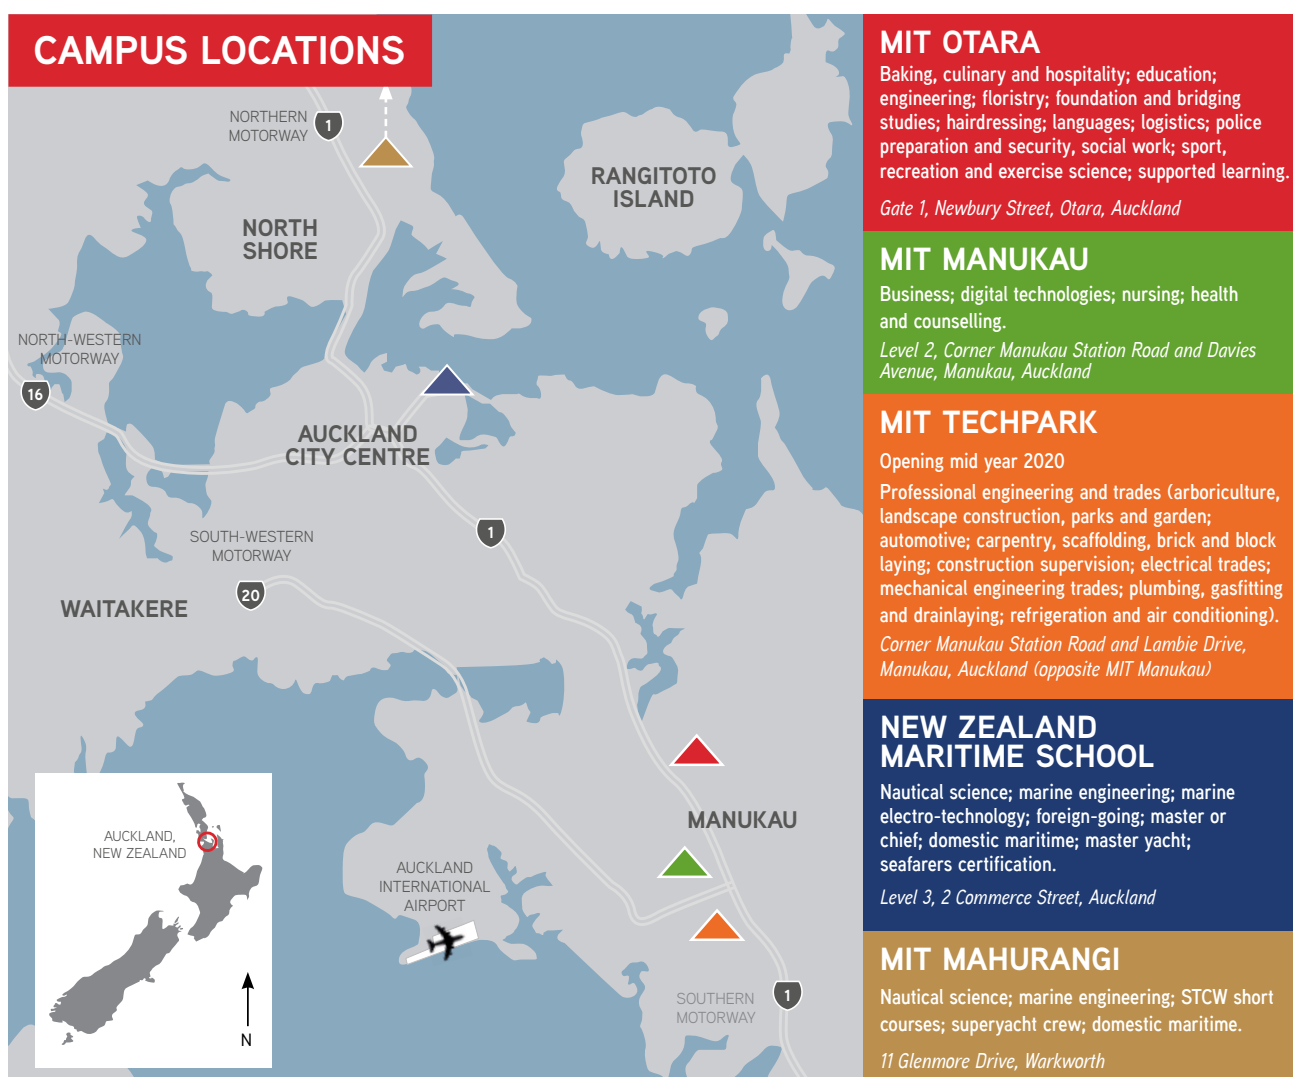 CAMPUS LOCATIONS
NORTHERN
MOTORWAY
1
NORTH
SHORE
RANGITOTO
ISLAND
NORTH-WESTERN
MOTORWAY
16
AUCKLAND
CITY CENTRE
1
SOUTH-WESTERN
MOTORWAY
20
WAITAKERE
MANUKAU
AUCKLAND
INTERNATIONAL
AIRPORT
SOUTHERN
MOTORWAY
1
AUCKLAND,
NEW ZEALAND
N
MIT OTARA
Baking, culinary and hospitality; education;
engineering; floristry; foundation and bridging
studies; hairdressing; languages; logistics; police
preparation and security, social work; sport,
recreation and exercise science; supported learning.
Gate 1, Newbury Street, Otara, Auckland
MIT MANUKAU
Business; digital technologies; nursing; health
and counselling.
Level 2, Corner Manukau Station Road and Davies
Avenue, Manukau, Auckland
MIT TECHPARK
Opening mid year 2020
Professional engineering and trades (arboriculture,
landscape construction, parks and garden;
automotive; carpentry, scaffolding, brick and block
laying; construction supervision; electrical trades;
mechanical engineering trades; plumbing, gasfitting
and drainlaying; refrigeration and air conditioning).
Corner Manukau Station Road and Lambie Drive,
Manukau, Auckland (opposite MIT Manukau)
NEW ZEALAND
MARITIME SCHOOL
Nautical science; marine engineering; marine
electro-technology; foreign-going; master or
chief; domestic maritime; master yacht;
seafarers certification.
Level 3, 2 Commerce Street, Auckland
MIT MAHURANGI
Nautical science; marine engineering; STCW short
courses; superyacht crew; domestic maritime.
11 Glenmore Drive, Warkworth